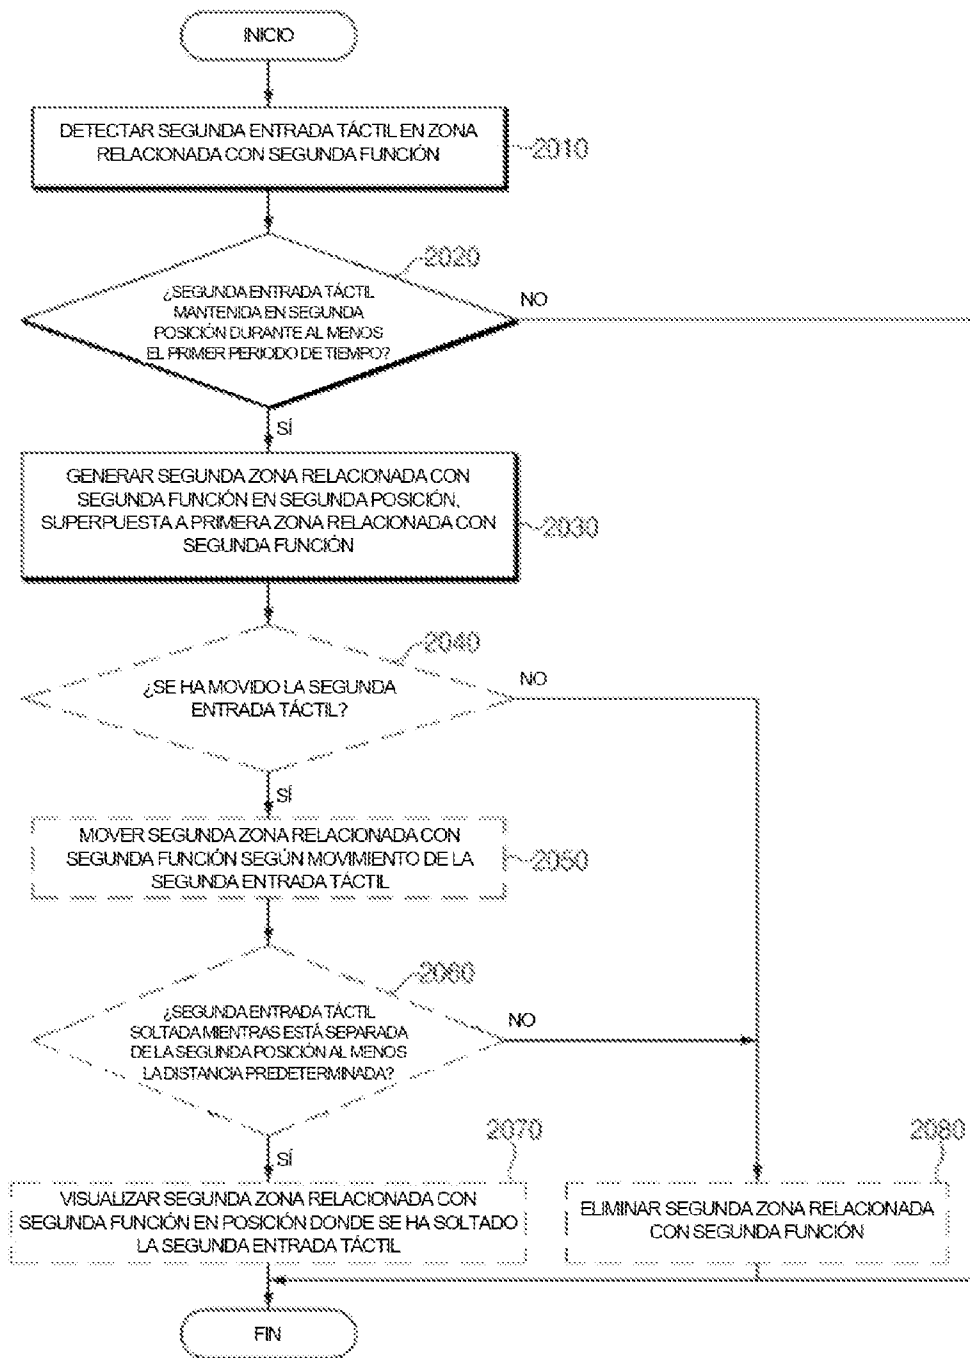 INICIO
DETECTAR SEGUNDA ENTRADA TÁCTIL EN ZONA
RELACIONADA CON SEGUNDA FUNCIÓN
2010
2020
¿SEGUNDA ENTRADA TÁCTIL
MANTENIDA EN SEGUNDA
POSICIÓN DURANTE AL MENOS
EL PRIMER PERIODO DE TIEMPO?
NO
SÍ
GENERAR SEGUNDA ZONA RELACIONADA CON
SEGUNDA FUNCIÓN EN SEGUNDA POSICIÓN,
SUPERPUESTA A PRIMERA ZONA RELACIONADA CON
SEGUNDA FUNCIÓN
2030
2040
¿SE HA MOVIDO LA SEGUNDA
ENTRADA TÁCTIL?
NO
SÍ
MOVER SEGUNDA ZONA RELACIONADA CON
SEGUNDA FUNCIÓN SEGÚN MOVIMIENTO DE LA
SEGUNDA ENTRADA TÁCTIL
2050
2060
¿SEGUNDA ENTRADA TÁCTIL
SOLTADA MIENTRAS ESTÁ SEPARADA
DE LA SEGUNDA POSICIÓN AL MENOS
LA DISTANCIA PREDETERMINADA?
NO
SÍ
2070
VISUALIZAR SEGUNDA ZONA RELACIONADA CON
SEGUNDA FUNCIÓN EN POSICIÓN DONDE SE HA SOLTADO
LA SEGUNDA ENTRADA TÁCTIL
2080
ELIMINAR SEGUNDA ZONA RELACIONADA
CON SEGUNDA FUNCIÓN
FIN